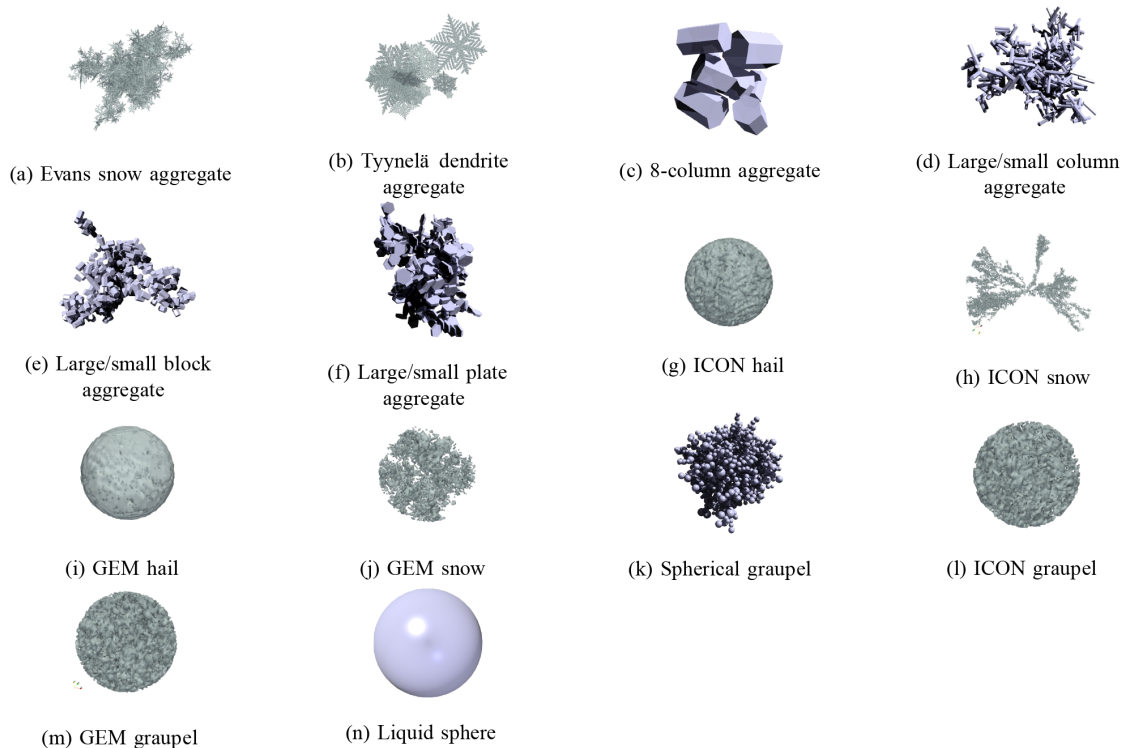 (a) Evans snow aggregate
(b) Tyynelä dendrite
aggregate
(c) 8-column aggregate
(d) Large/small column
aggregate
(e) Large/small block
aggregate
(f) Large/small plate
aggregate
(g) ICON hail
(h) ICON snow
(i) GEM hail
(j) GEM snow
(k) Spherical graupel
(l) ICON graupel
(m) GEM graupel
(n) Liquid sphere